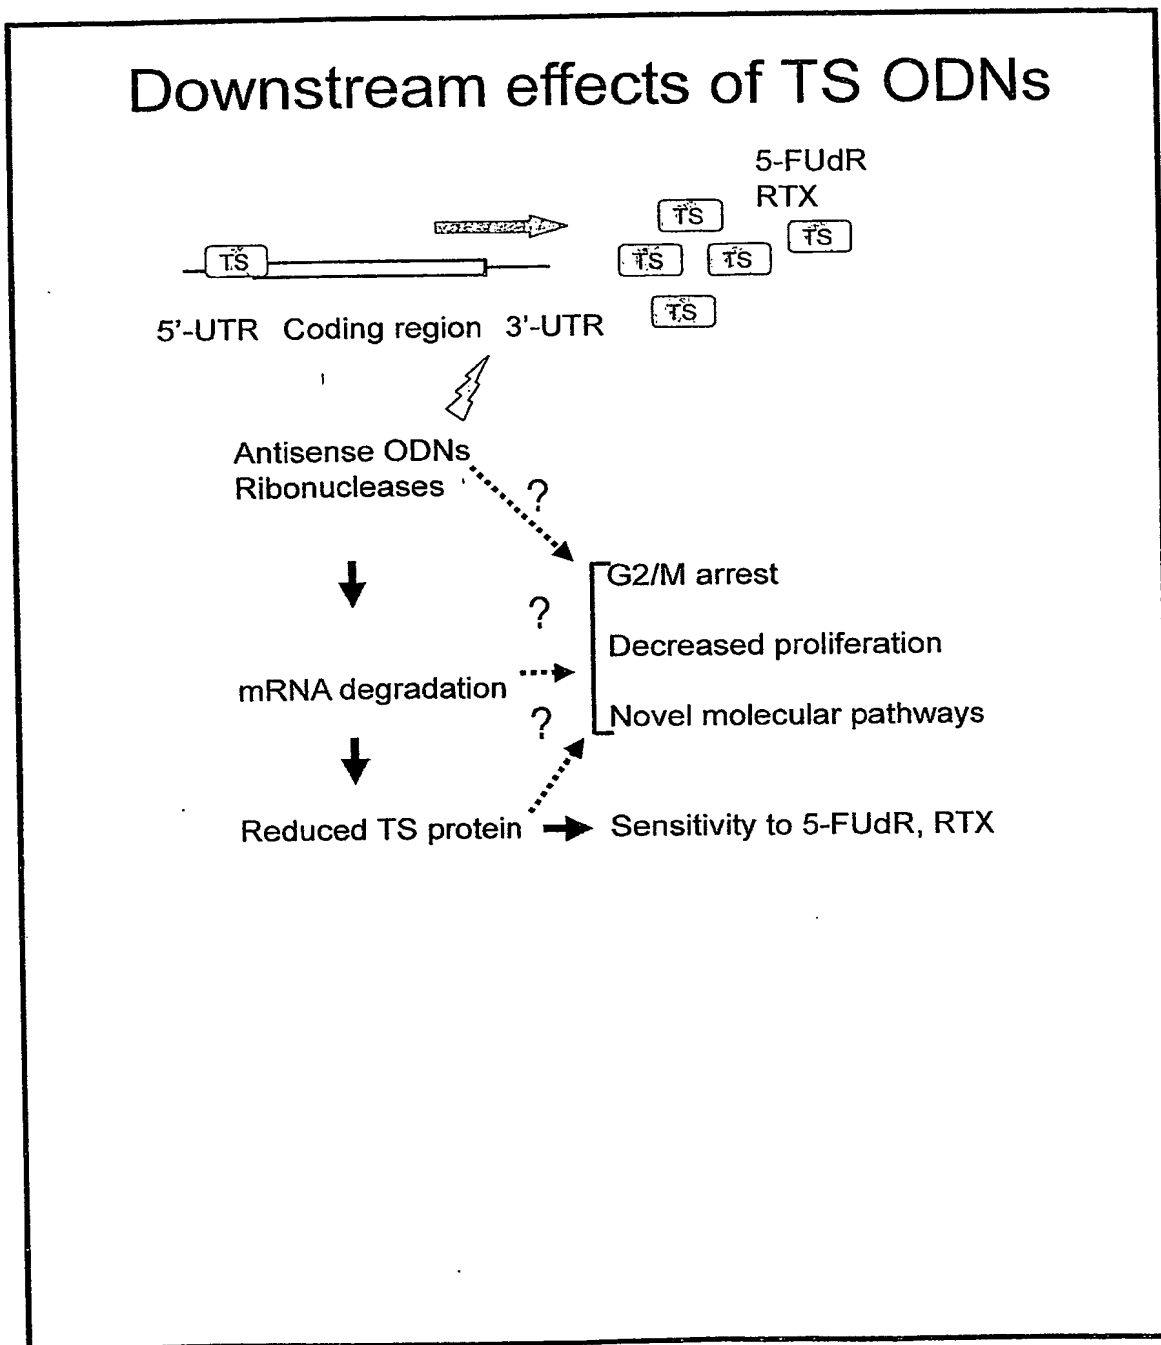 Downstream effects of TS ODNs
5-FUdR
RTX
TS
TS
TS
TS
TS
TS
5'-UTR Coding region 3'-UTR
Antisense ODNs
Ribonucleases
?
G2/M arrest
?
Decreased proliferation
mRNA degradation
Novel molecular pathways
?
Reduced TS protein
Sensitivity to 5-FUdR, RTX